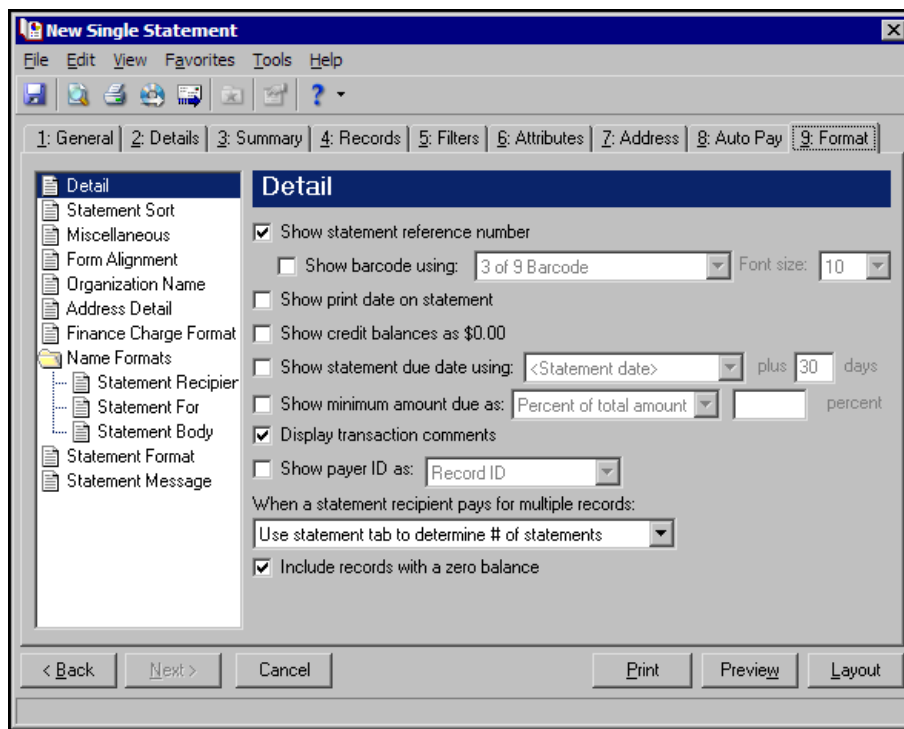 New Single Statement
File Edit View Favorites Tools Help
1: General 2: Details 3: Summary 4: Records 5: Filters 6: Attributes 7: Address 8: Auto Pay 9: Format
Detail
Statement Sort
Miscellaneous
Form Alignment
Organization Name
Address Detail
Finance Charge Format
Name Formats
Statement Recipier
Statement For
Statement Body
Statement Format
Statement Message
Detail
Show statement reference number
Show barcode using: 3 of 9 Barcode Font size: 10
Show print date on statement
Show credit balances as $0.00
Show statement due date using: <Statement date> plus 30 days
Show minimum amount due as: Percent of total amount percent
Display transaction comments
Show payer ID as: Record ID
When a statement recipient pays for multiple records:
Use statement tab to determine # of statements
Include records with a zero balance
< Back Next > Cancel Print Preview Layout